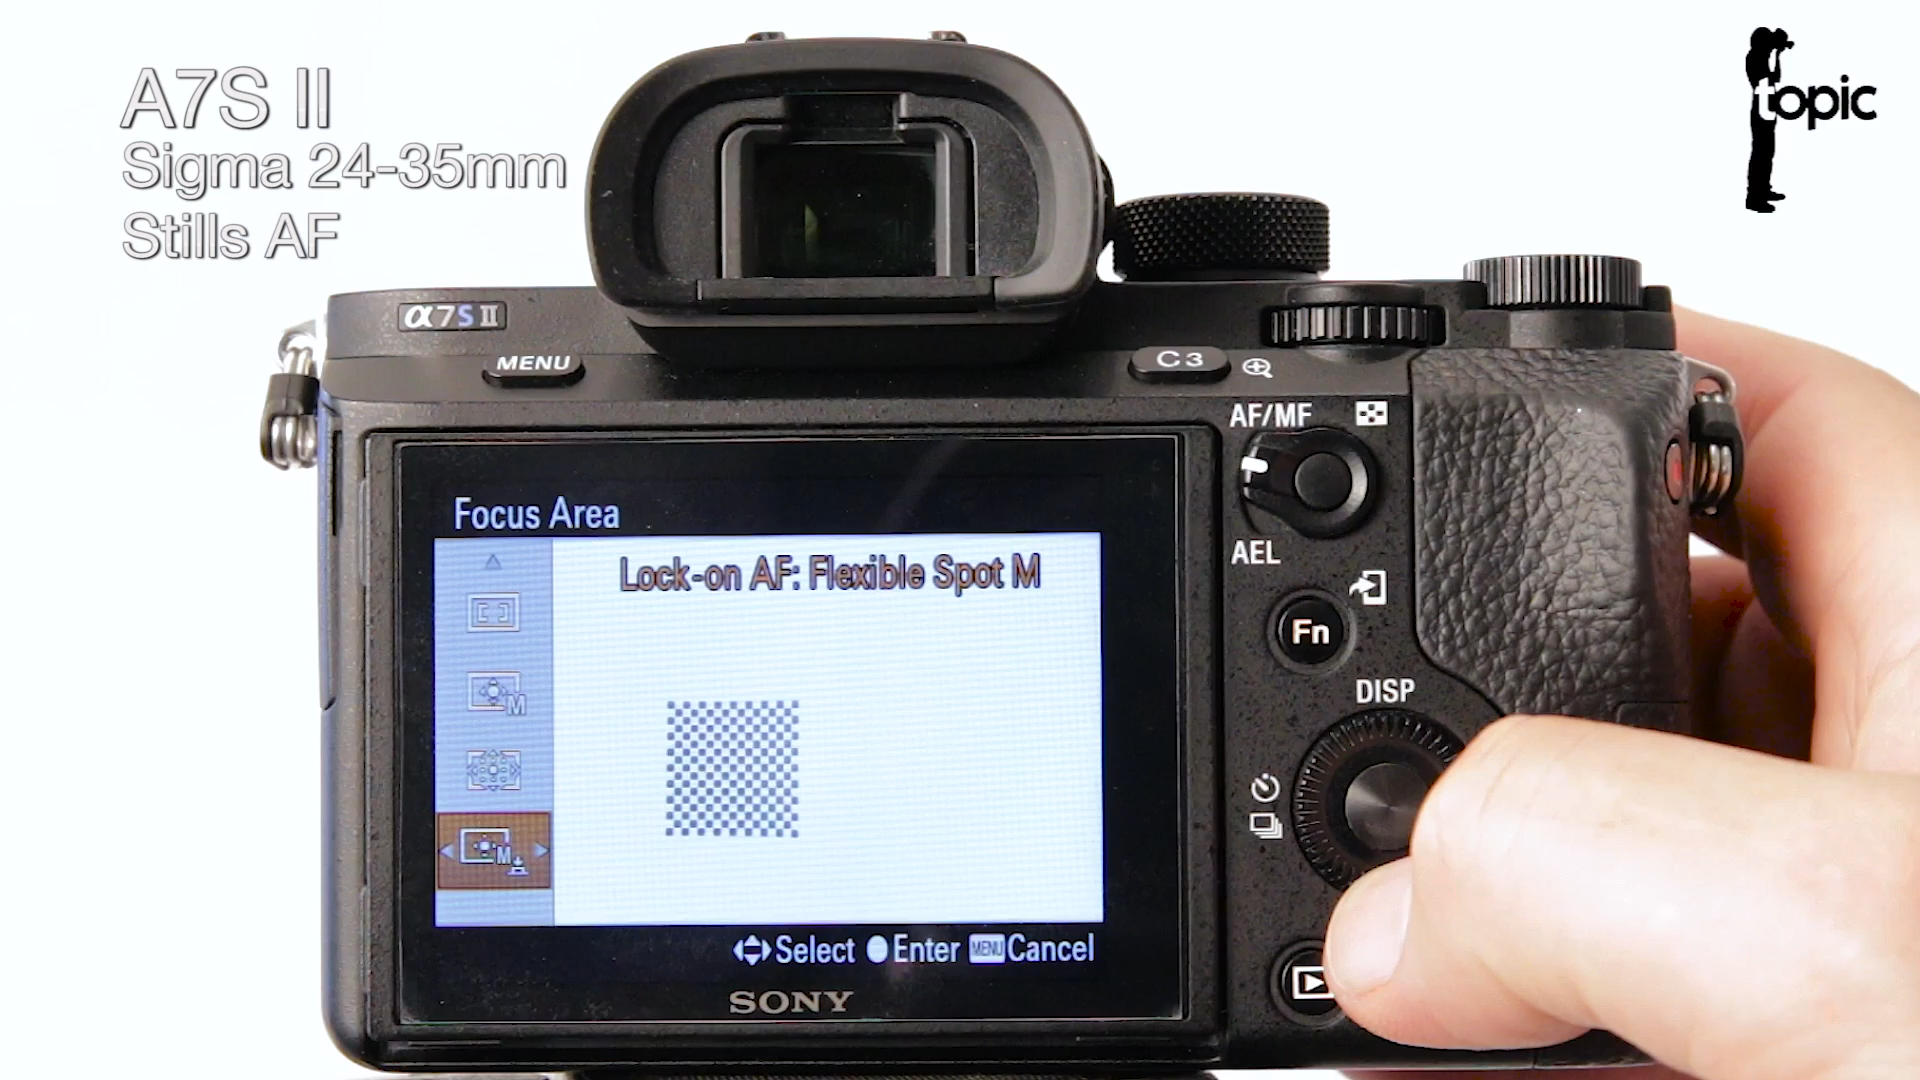 A7S II
Sigma 24-35mm
Stills AF
topic
α7S II
MENU
C3
AF/MF
AEL
Fn
DISP
Focus Area
Lock-on AF: Flexible Spot M
M
M
Select Enter MENU Cancel
SONY